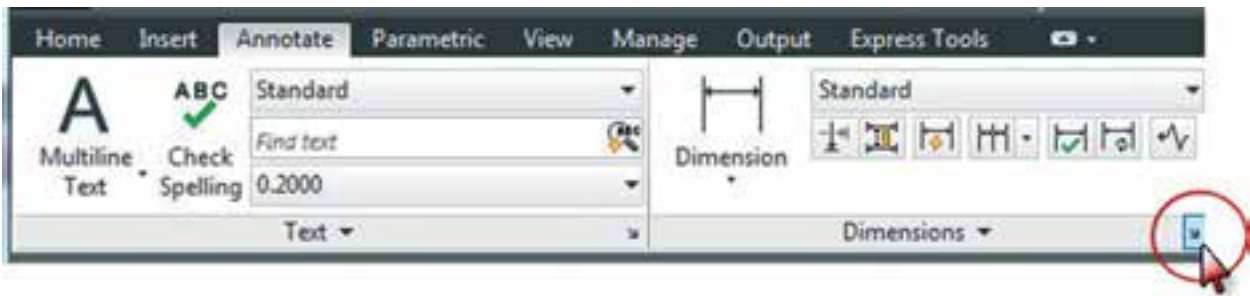 Home Insert Annotate Parametric View Manage Output Express Tools
A
Multiline
Text
ABC
Check
Spelling
Standard
Find text
ABC
0.2000
Text
Dimension
Standard
Dimensions